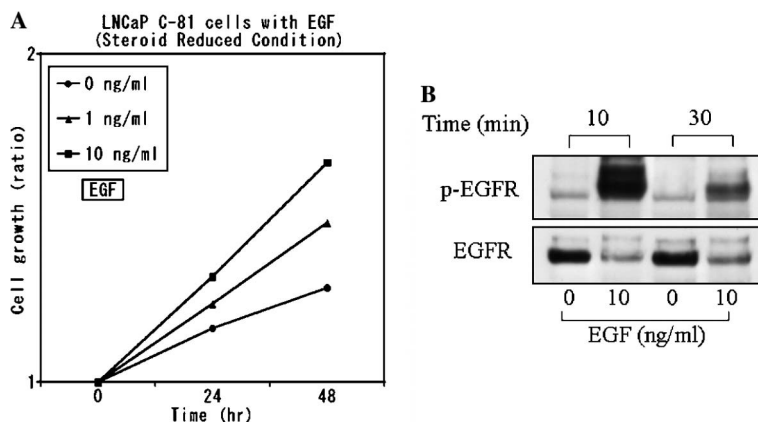 A
LNCaP C-81 cells with EGF
(Steroid Reduced Condition)
2
0 ng/ml
1 ng/ml
10 ng/ml
EGF
Cell growth (ratio)
1
0 24 48
Time (hr)
B
Time (min) 10 30
p-EGFR
EGFR
0 10 0 10
EGF (ng/ml)